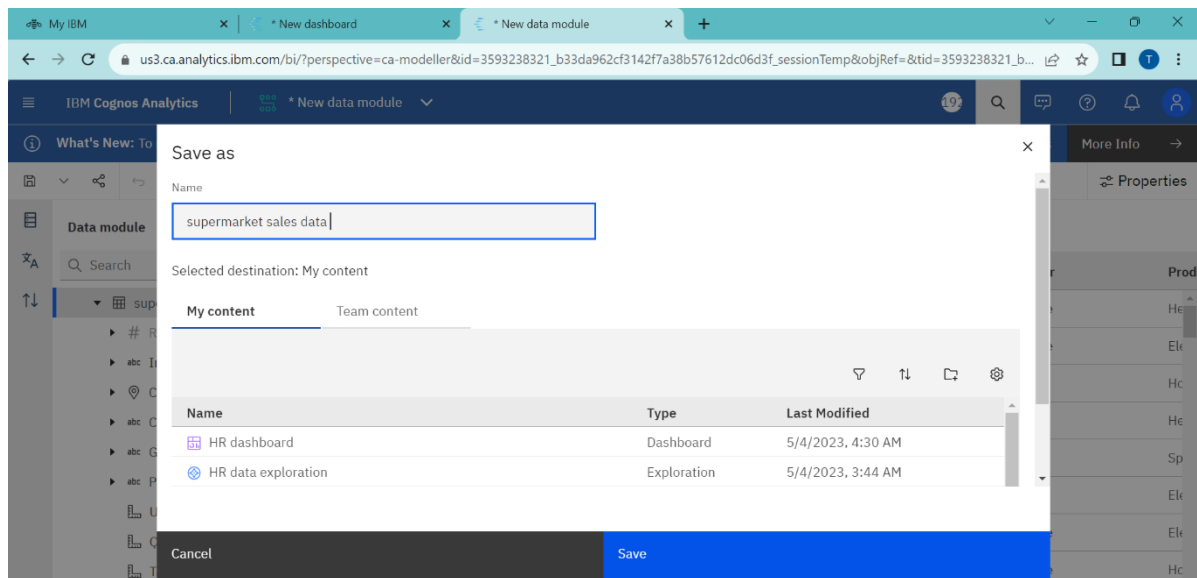 My IBM
* New dashboard
* New data module
us3.ca.analytics.ibm.com/bi/?perspective=ca-modeller&id=3593238321_b33da962cf3142f7a38b57612dc06d3f_sessionTemp&objRef=&tid=3593238321_b...
T
IBM Cognos Analytics
* New data module
192
What's New: To
More Info
Properties
Save as
Name
supermarket sales data
Data module
Search
Selected destination: My content
My content
Team content
Prod
Name Type Last Modified
HR dashboard Dashboard 5/4/2023, 4:30 AM
HR data exploration Exploration 5/4/2023, 3:44 AM
Cancel
Save